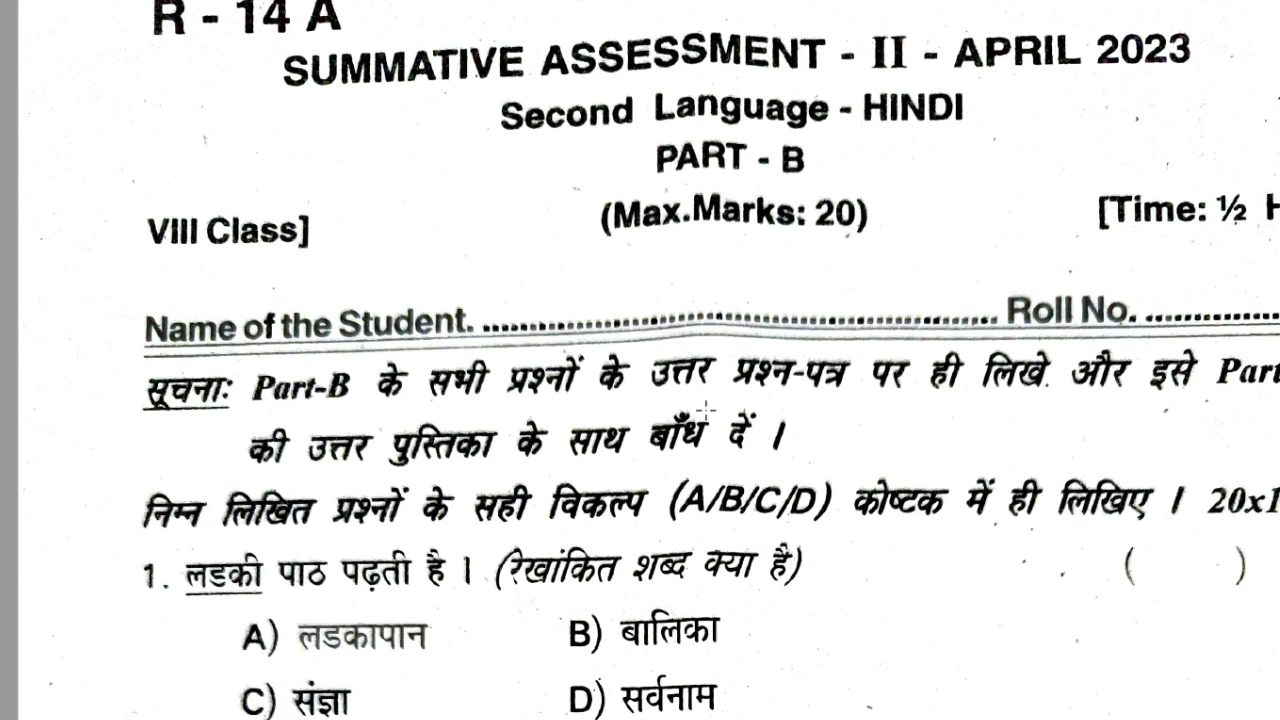 R - 14 A
SUMMATIVE ASSESSMENT - II - APRIL 2023
Second Language - HINDI
PART - B
(Max.Marks: 20)
VIII Class]
[Time: ½ H
Name of the Student. ........................................................ Roll No. ..............
सूचनाः Part-B के सभी प्रश्नों के उत्तर प्रश्न-पत्र पर ही लिखे और इसे Part
की उत्तर पुस्तिका के साथ बाँध दें ।
निम्न लिखित प्रश्नों के सही विकल्प (A/B/C/D) कोष्टक में ही लिखिए । 20x1
1. लडकी पाठ पढ़ती है । (रेखांकित शब्द क्या है) ( )
A) लडकापान B) बालिका
C) संज्ञा D) सर्वनाम